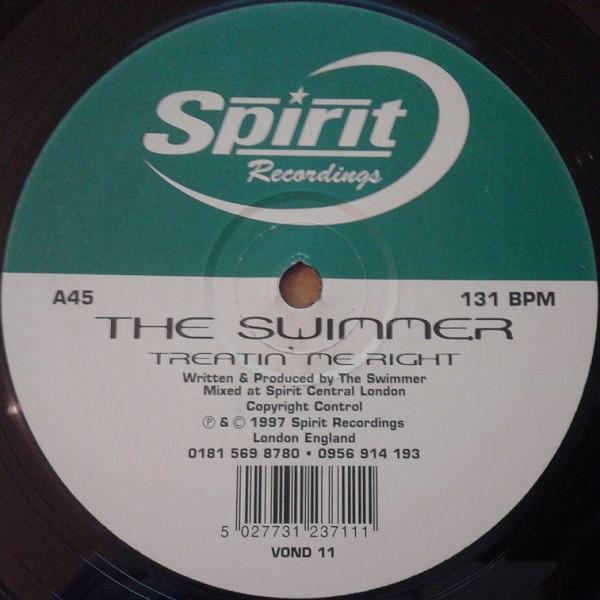 Spirit
Recordings
A45 131 BPM
THE SWIMMER
TREATIN' ME RIGHT
Written & Produced by The Swimmer
Mixed at Spirit Central London
Copyright Control
℗ & © 1997 Spirit Recordings
London England
0181 569 8780 • 0956 914 193
5 027731 237111
VOND 11